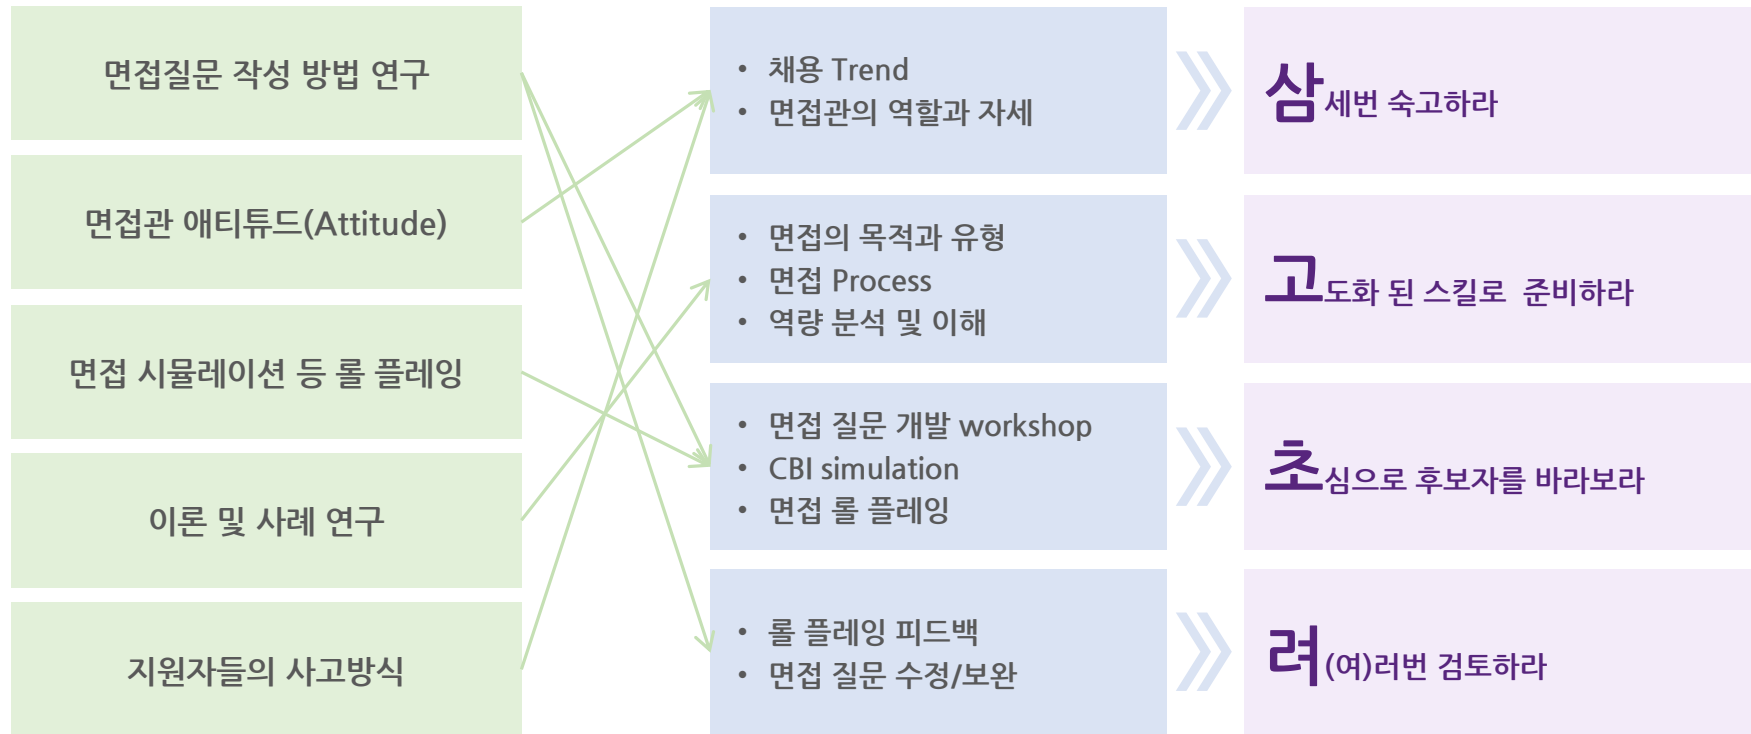 면접질문 작성 방법 연구
면접관 애티튜드(Attitude)
면접 시뮬레이션 등 롤 플레잉
이론 및 사례 연구
지원자들의 사고방식
• 채용 Trend
• 면접관의 역할과 자세
• 면접의 목적과 유형
• 면접 Process
• 역량 분석 및 이해
• 면접 질문 개발 workshop
• CBI simulation
• 면접 롤 플레잉
• 롤 플레잉 피드백
• 면접 질문 수정/보완
삼세번 숙고하라
고도화 된 스킬로 준비하라
초심으로 후보자를 바라보라
려(여)러번 검토하라